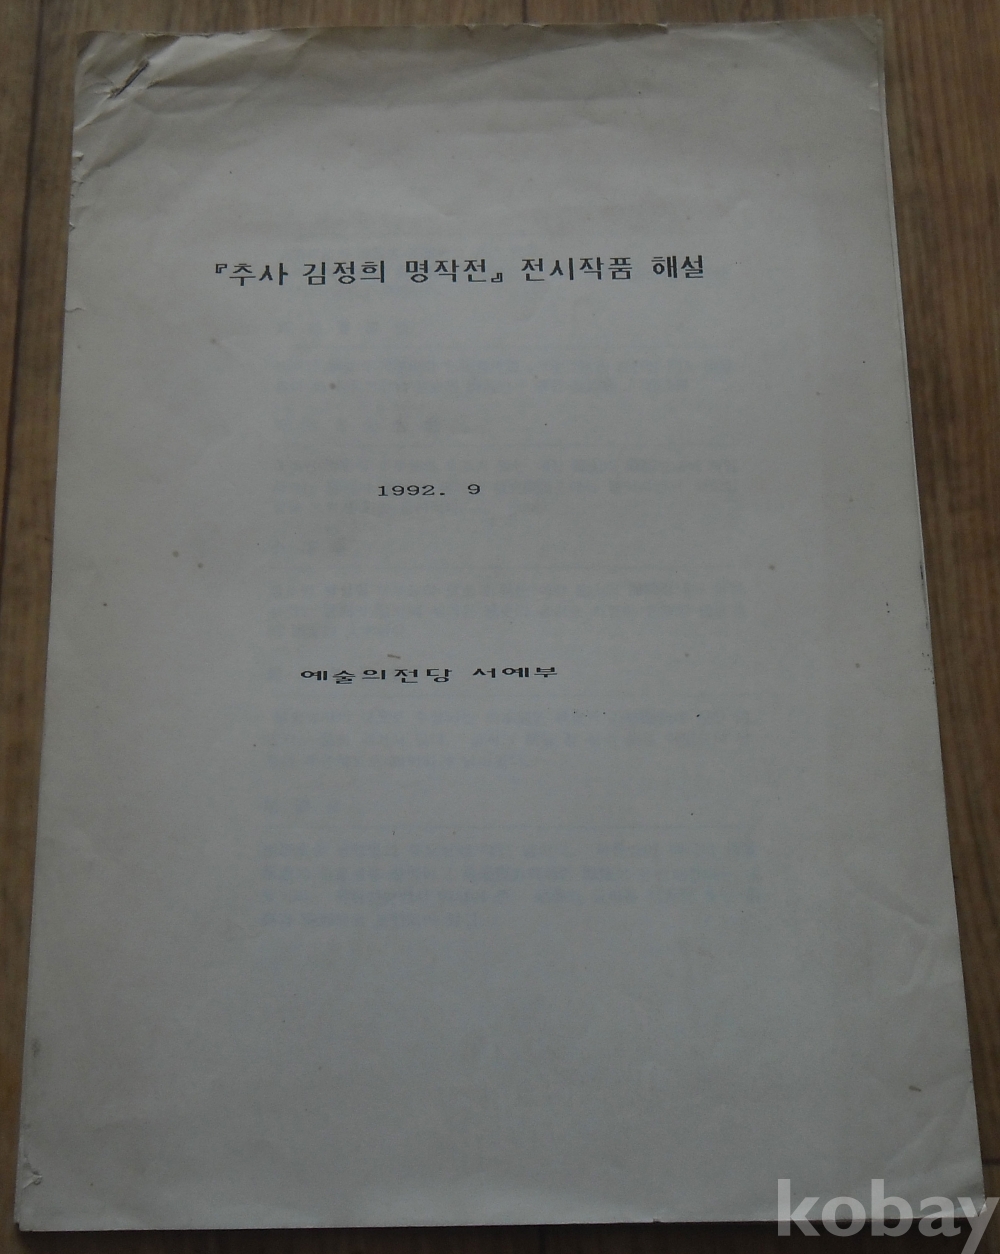 『추사 김정희 명작전』 전시작품 해설
1992. 9
예술의전당 서예부
kobay